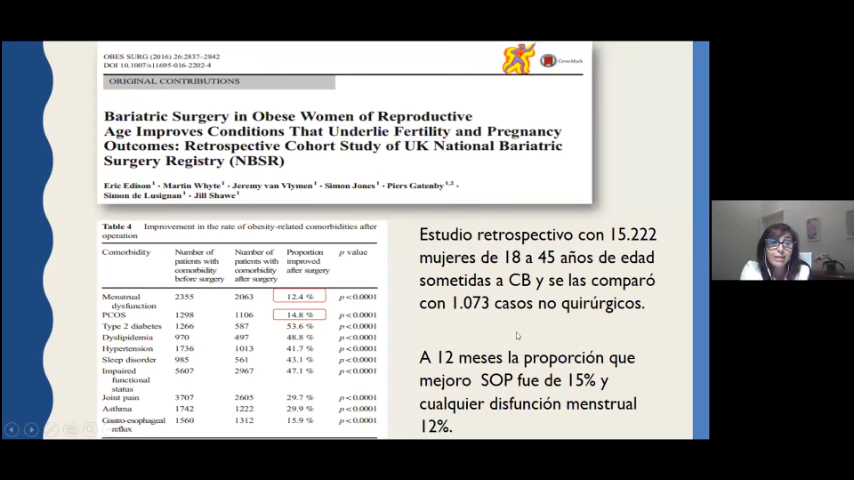 OBES SURG (2016) 26:2837–2842
DOI 10.1007/s11695-016-2202-4
CrossMark
ORIGINAL CONTRIBUTIONS
Bariatric Surgery in Obese Women of Reproductive
Age Improves Conditions That Underlie Fertility and Pregnancy
Outcomes: Retrospective Cohort Study of UK National Bariatric
Surgery Registry (NBSR)
Eric Edison1 · Martin Whyte1 · Jeremy van Vlymen1 · Simon Jones1 · Piers Gatenby1,2 ·
Simon de Lusignan1 · Jill Shawe1
Table 4 Improvement in the rate of obesity-related comorbidities after
operation
Comorbidity Number of patients with comorbidity before surgery Number of patients with comorbidity after surgery Proportion improved after surgery p value
Menstrual dysfunction 2355 2063 12.4 % p<0.0001
PCOS 1298 1106 14.8 % p<0.0001
Type 2 diabetes 1266 587 53.6 % p<0.0001
Dyslipidemia 970 497 48.8 % p<0.0001
Hypertension 1736 1013 41.7 % p<0.0001
Sleep disorder 985 561 43.1 % p<0.0001
Impaired functional status 5607 2967 47.1 % p<0.0001
Joint pain 3707 2605 29.7 % p<0.0001
Asthma 1742 1222 29.9 % p<0.0001
Gastro-esophageal reflux 1560 1312 15.9 % p<0.0001
Estudio retrospectivo con 15.222
mujeres de 18 a 45 años de edad
sometidas a CB y se las comparó
con 1.073 casos no quirúrgicos.
A 12 meses la proporción que
mejoro SOP fue de 15% y
cualquier disfunción menstrual
12%.